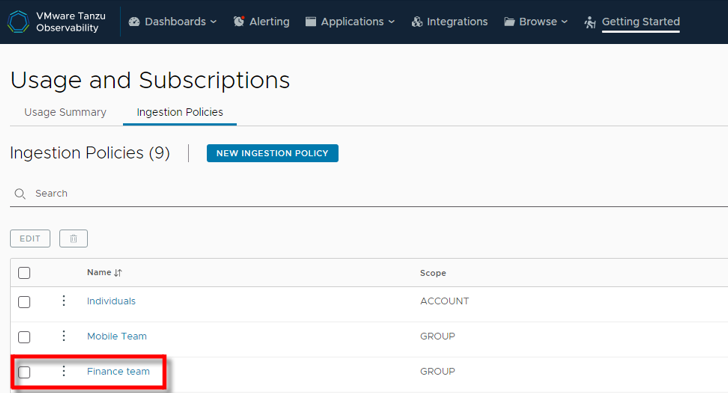 VMware Tanzu
Observability
Dashboards
Alerting
Applications
Integrations
Browse
Getting Started
Usage and Subscriptions
Usage Summary
Ingestion Policies
Ingestion Policies (9)
NEW INGESTION POLICY
Search
EDIT
Name
Scope
Individuals
ACCOUNT
Mobile Team
GROUP
Finance team
GROUP